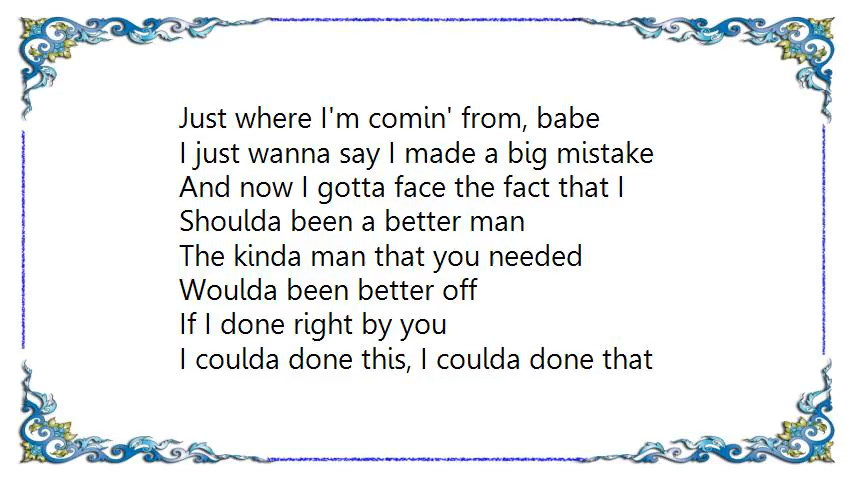 Just where I'm comin' from, babe
I just wanna say I made a big mistake
And now I gotta face the fact that I
Shoulda been a better man
The kinda man that you needed
Woulda been better off
If I done right by you
I coulda done this, I coulda done that